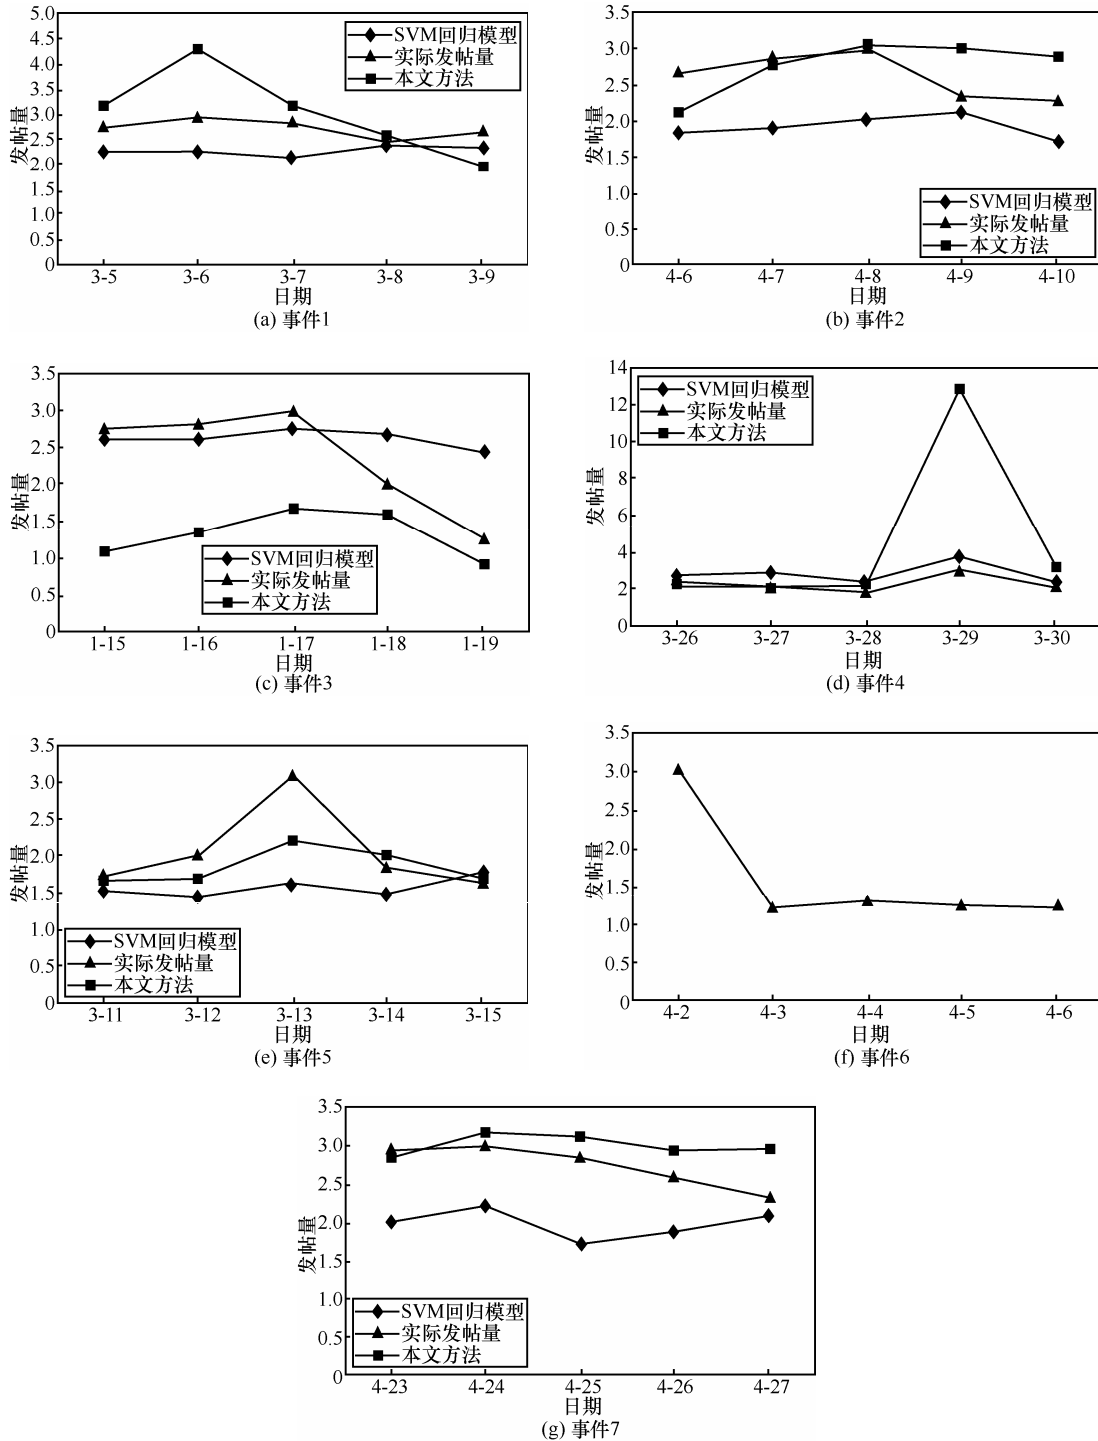 5.0
4.5
4.0
3.0
2.5
2.0
1.5
1.0
0.5
0
发帖量
SVM回归模型
实际发帖量
本文方法
3-5 3-6 3-7 3-8 3-9
日期
(a) 事件1
3.5
3.0
2.5
2.0
1.5
1.0
0.5
0
发帖量
SVM回归模型
实际发帖量
本文方法
4-6 4-7 4-8 4-9 4-10
日期
(b) 事件2
3.5
3.0
2.5
2.0
1.5
1.0
0.5
0
发帖量
SVM回归模型
实际发帖量
本文方法
1-15 1-16 1-17 1-18 1-19
日期
(c) 事件3
14
12
10
8
6
4
2
0
发帖量
SVM回归模型
实际发帖量
本文方法
3-26 3-27 3-28 3-29 3-30
日期
(d) 事件4
3.5
3.0
2.5
2.0
1.5
1.0
0.5
0
发帖量
SVM回归模型
实际发帖量
本文方法
3-11 3-12 3-13 3-14 3-15
日期
(e) 事件5
3.5
3.0
2.5
2.0
1.5
1.0
0.5
0
发帖量
4-2 4-3 4-4 4-5 4-6
日期
(f) 事件6
3.5
3.0
2.5
2.0
1.5
1.0
0.5
0
发帖量
SVM回归模型
实际发帖量
本文方法
4-23 4-24 4-25 4-26 4-27
日期
(g) 事件7